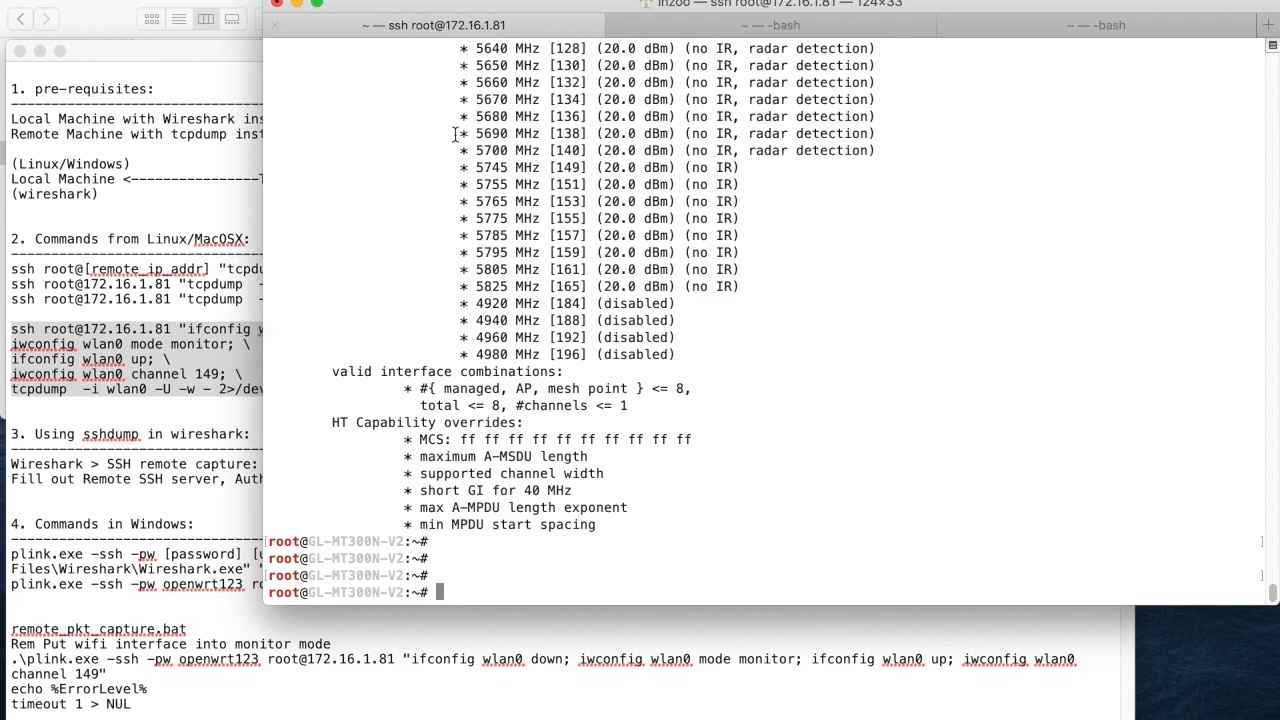 inzoo — ssh root@172.16.1.81 — 124×33
~ — ssh root@172.16.1.81
~ — -bash
~ — -bash
* 5640 MHz [128] (20.0 dBm) (no IR, radar detection)
* 5650 MHz [130] (20.0 dBm) (no IR, radar detection)
* 5660 MHz [132] (20.0 dBm) (no IR, radar detection)
* 5670 MHz [134] (20.0 dBm) (no IR, radar detection)
* 5680 MHz [136] (20.0 dBm) (no IR, radar detection)
* 5690 MHz [138] (20.0 dBm) (no IR, radar detection)
* 5700 MHz [140] (20.0 dBm) (no IR, radar detection)
* 5745 MHz [149] (20.0 dBm) (no IR)
* 5755 MHz [151] (20.0 dBm) (no IR)
* 5765 MHz [153] (20.0 dBm) (no IR)
* 5775 MHz [155] (20.0 dBm) (no IR)
* 5785 MHz [157] (20.0 dBm) (no IR)
* 5795 MHz [159] (20.0 dBm) (no IR)
* 5805 MHz [161] (20.0 dBm) (no IR)
* 5825 MHz [165] (20.0 dBm) (no IR)
* 4920 MHz [184] (disabled)
* 4940 MHz [188] (disabled)
* 4960 MHz [192] (disabled)
* 4980 MHz [196] (disabled)
valid interface combinations:
* #{ managed, AP, mesh point } <= 8,
total <= 8, #channels <= 1
HT Capability overrides:
* MCS: ff ff ff ff ff ff ff ff ff ff
* maximum A-MSDU length
* supported channel width
* short GI for 40 MHz
* max A-MPDU length exponent
* min MPDU start spacing
[root@GL-MT300N-V2:~# ]
root@GL-MT300N-V2:~#
[root@GL-MT300N-V2:~# ]
root@GL-MT300N-V2:~#
1. pre-requisites:
Local Machine with Wireshark ins
Remote Machine with tcpdump inst
(Linux/Windows)
Local Machine <----------------T
(wireshark)
2. Commands from Linux/MacOSX:
ssh root@[remote_ip_addr] "tcpdu
ssh root@172.16.1.81 "tcpdump -
ssh root@172.16.1.81 "tcpdump -
ssh root@172.16.1.81 "ifconfig w
iwconfig wlan0 mode monitor; \
ifconfig wlan0 up; \
iwconfig wlan0 channel 149; \
tcpdump -i wlan0 -U -w - 2>/dev
3. Using sshdump in wireshark:
Wireshark > SSH remote capture:
Fill out Remote SSH server, Auth
4. Commands in Windows:
plink.exe -ssh -pw [password] [u
Files\Wireshark\Wireshark.exe" "
plink.exe -ssh -pw openwrt123 ro
remote_pkt_capture.bat
Rem Put wifi interface into monitor mode
.\plink.exe -ssh -pw openwrt123 root@172.16.1.81 "ifconfig wlan0 down; iwconfig wlan0 mode monitor; ifconfig wlan0 up; iwconfig wlan0
channel 149"
echo %ErrorLevel%
timeout 1 > NUL